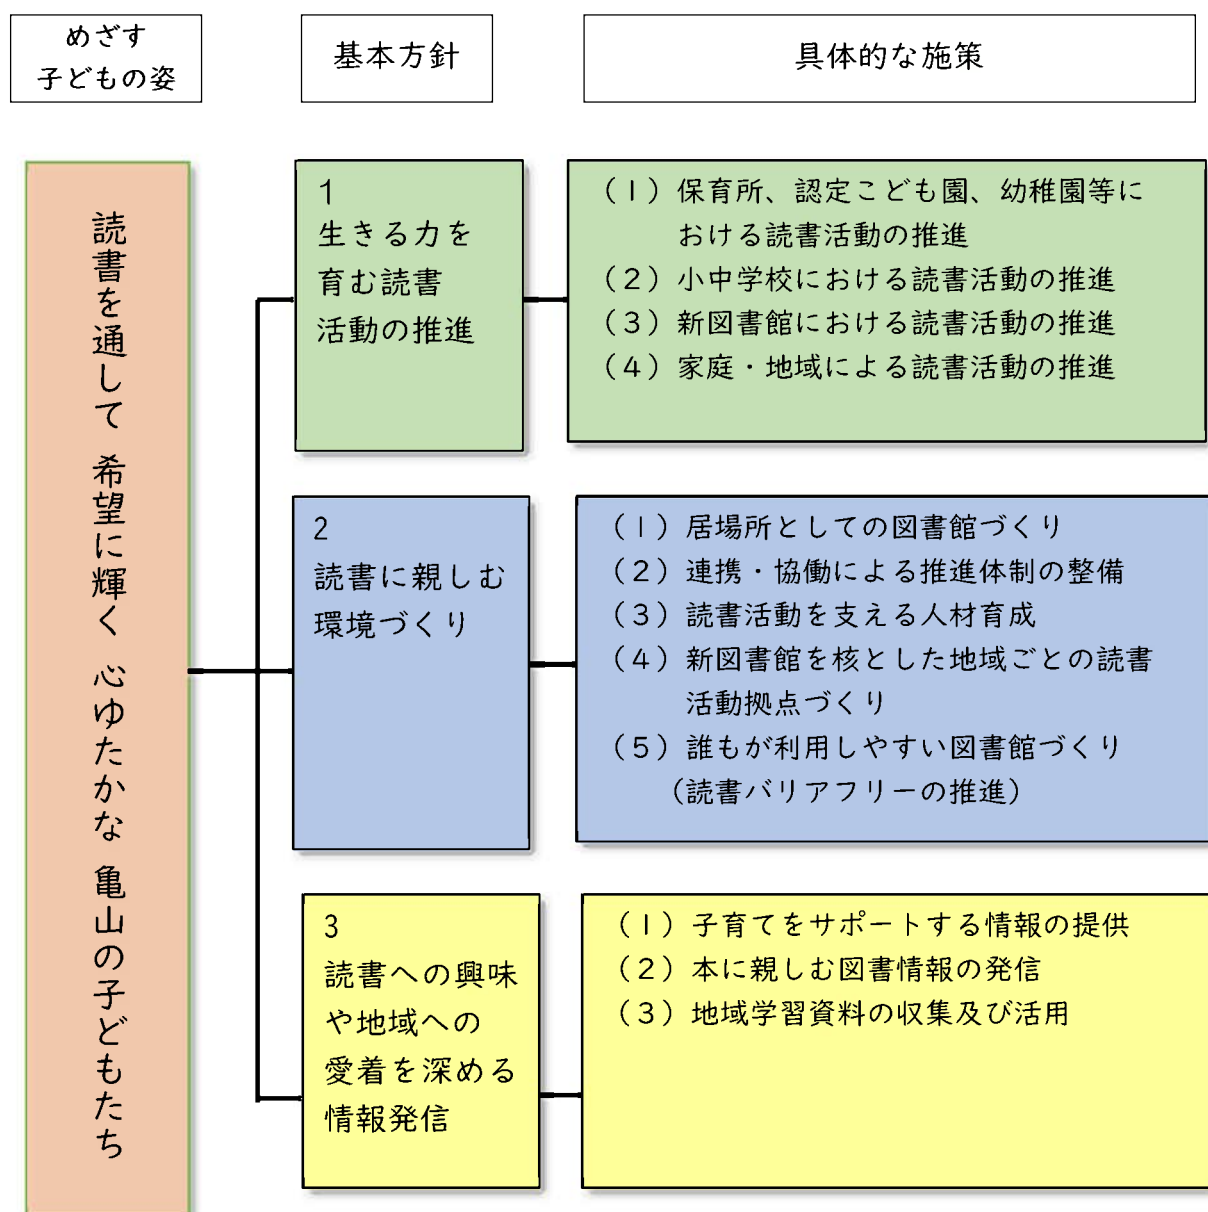 めざす
子どもの姿
基本方針
具体的な施策
読書を通して 希望に輝く 心ゆたかな 亀山の子どもたち
1
生きる力を
育む読書
活動の推進
（１）保育所、認定こども園、幼稚園等に
おける読書活動の推進
（２）小中学校における読書活動の推進
（３）新図書館における読書活動の推進
（４）家庭・地域による読書活動の推進
2
読書に親しむ
環境づくり
（１）居場所としての図書館づくり
（２）連携・協働による推進体制の整備
（３）読書活動を支える人材育成
（４）新図書館を核とした地域ごとの読書
活動拠点づくり
（５）誰もが利用しやすい図書館づくり
（読書バリアフリーの推進）
3
読書への興味
や地域への
愛着を深める
情報発信
（１）子育てをサポートする情報の提供
（２）本に親しむ図書情報の発信
（３）地域学習資料の収集及び活用